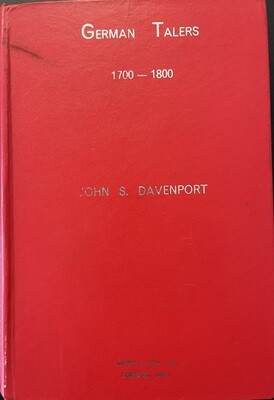 GERMAN TALERS
1700 — 1800
JOHN S. DAVENPORT